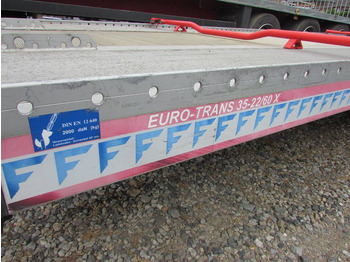 DIN EN 12 640
2000 daN (kg)
EURO-TRANS 35-22/60 X